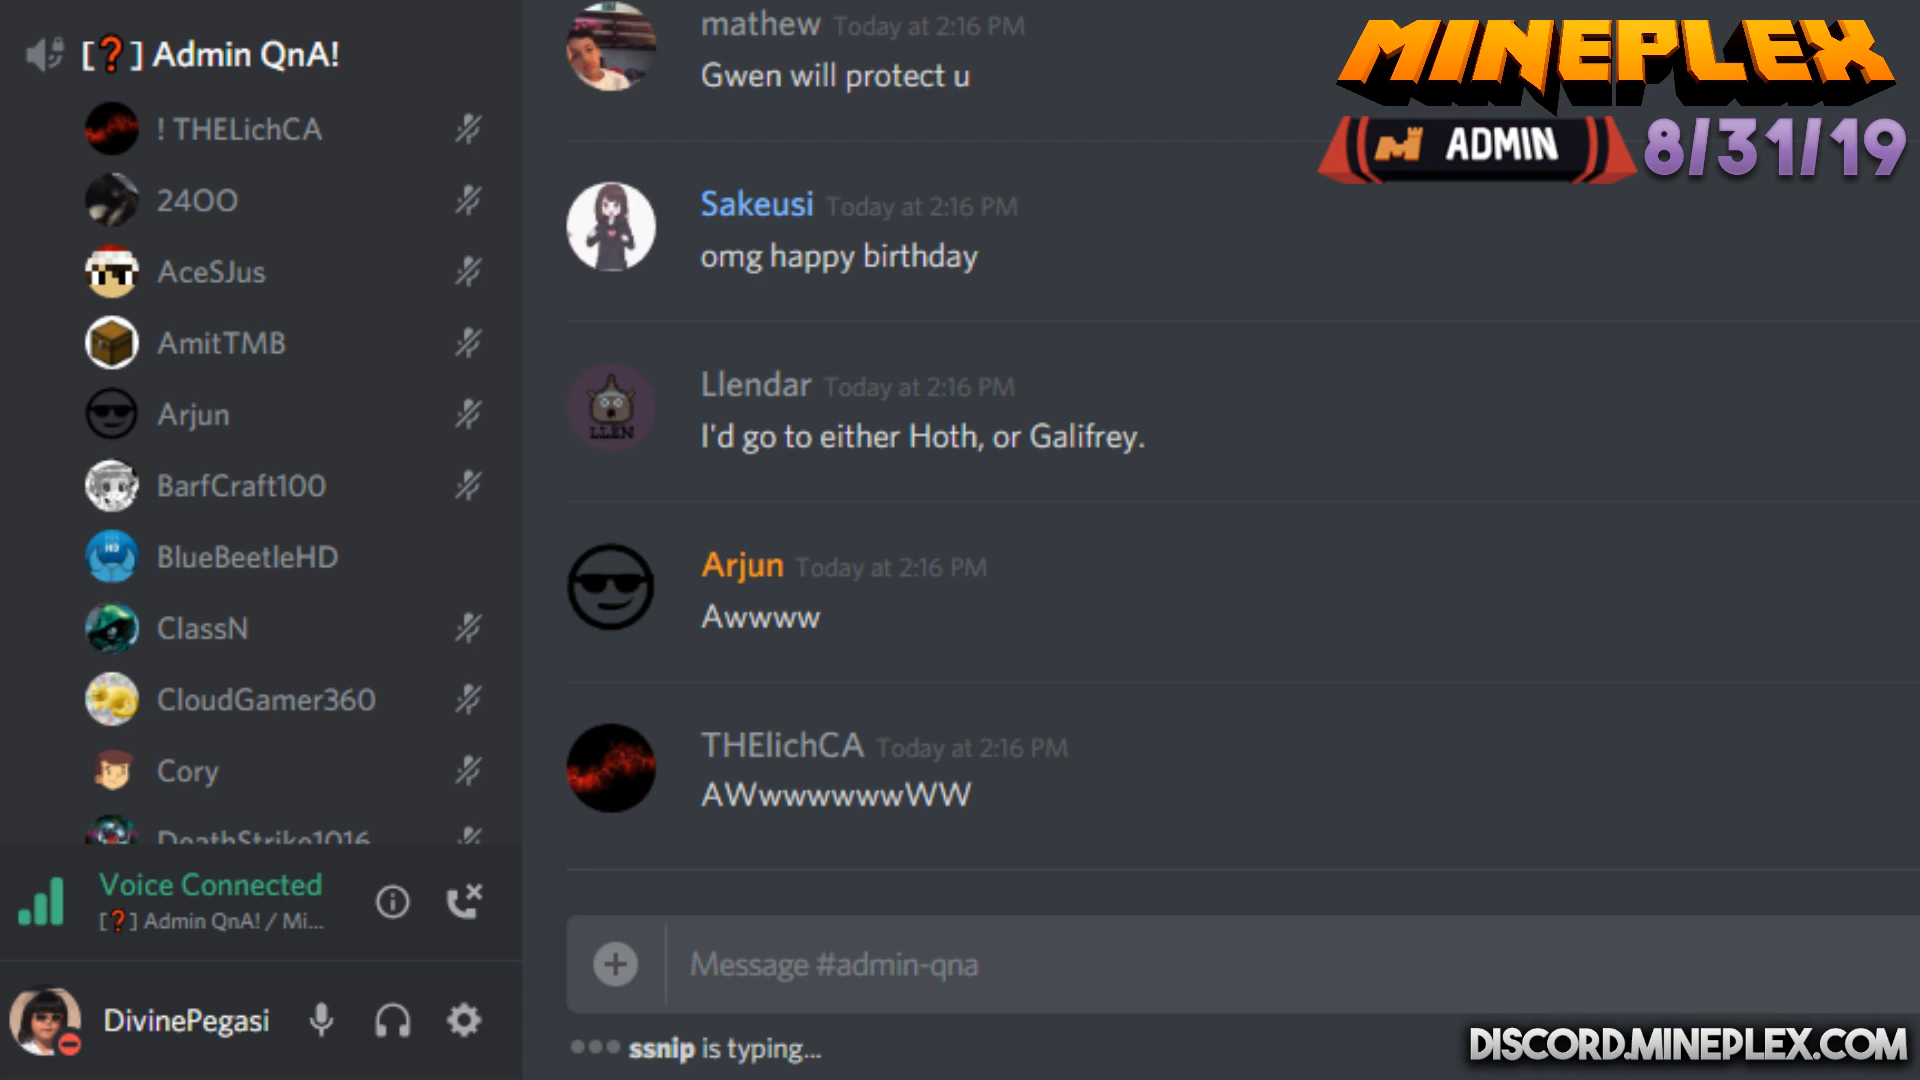 [❓] Admin QnA!
! THELichCA
24OO
AceSJus
AmitTMB
Arjun
BarfCraft100
BlueBeetleHD
ClassN
CloudGamer360
Cory
DeathStrike1016
Voice Connected
[❓] Admin QnA! / Mi...
DivinePegasi
mathew Today at 2:16 PM
Gwen will protect u
Sakeusi Today at 2:16 PM
omg happy birthday
Llendar Today at 2:16 PM
I'd go to either Hoth, or Galifrey.
LLEN
Arjun Today at 2:16 PM
Awwww
THElichCA Today at 2:16 PM
AWwwwwwwWW
Message #admin-qna
ssnip is typing...
MINEPLEX
ADMIN 8/31/19
DISCORD.MINEPLEX.COM